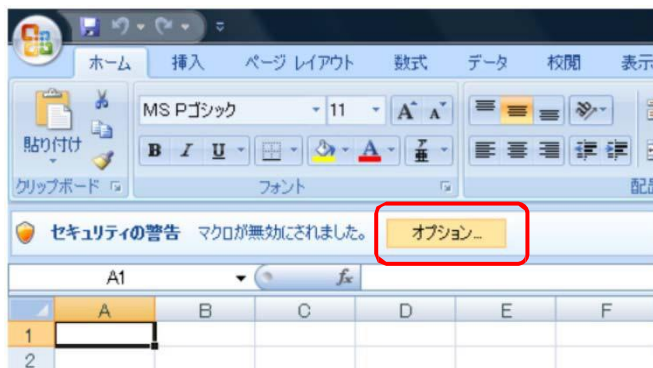 ホーム 挿入 ページ レイアウト 数式 データ 校閲 表示
貼り付け
MS Pゴシック 11 A A
B I U A ア亜
クリップボード フォント
セキュリティの警告 マクロが無効にされました。 オプション...
A1 fx
A B C D E F
1
2